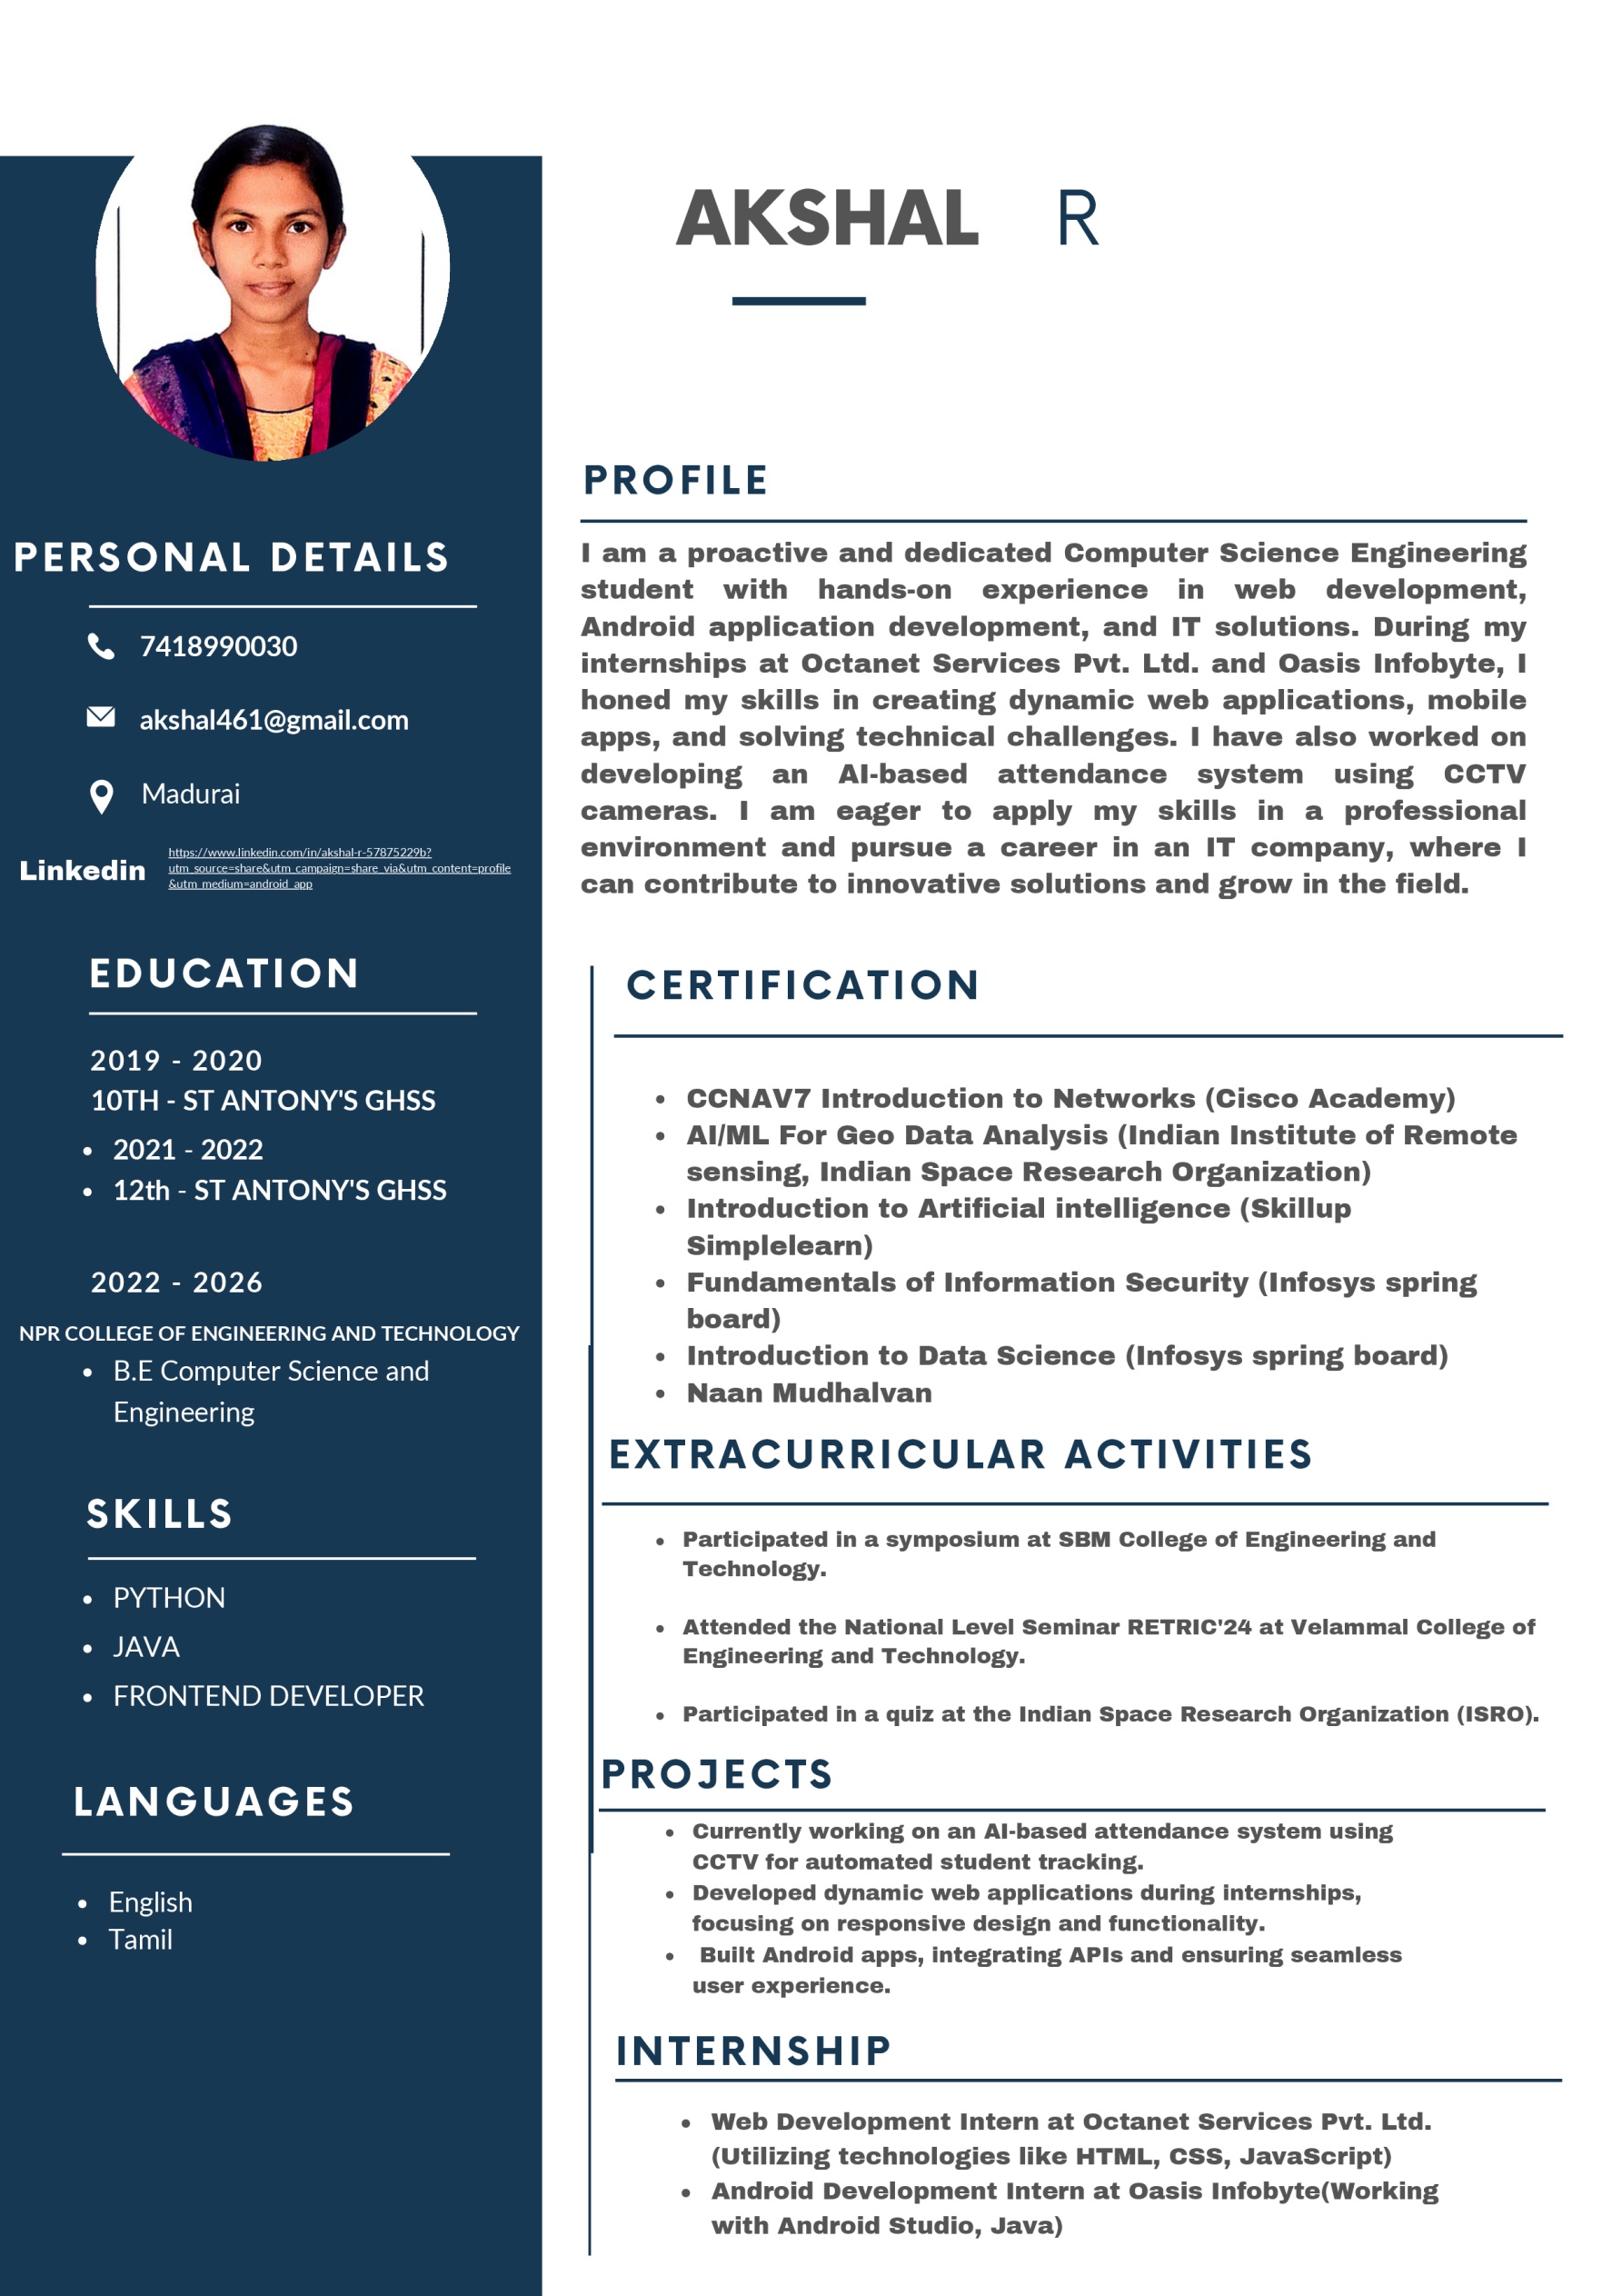 AKSHAL R
PERSONAL DETAILS
7418990030
akshal461@gmail.com
Madurai
Linkedin
https://www.linkedin.com/in/akshal-r-57875229b?
utm_source=share&utm_campaign=share_via&utm_content=profile
&utm_medium=android_app
EDUCATION
2019 - 2020
10TH - ST ANTONY'S GHSS
• 2021 - 2022
• 12th - ST ANTONY'S GHSS
2022 - 2026
NPR COLLEGE OF ENGINEERING AND TECHNOLOGY
• B.E Computer Science and
Engineering
SKILLS
• PYTHON
• JAVA
• FRONTEND DEVELOPER
LANGUAGES
• English
• Tamil
PROFILE
I am a proactive and dedicated Computer Science Engineering
student with hands-on experience in web development,
Android application development, and IT solutions. During my
internships at Octanet Services Pvt. Ltd. and Oasis Infobyte, I
honed my skills in creating dynamic web applications, mobile
apps, and solving technical challenges. I have also worked on
developing an AI-based attendance system using CCTV
cameras. I am eager to apply my skills in a professional
environment and pursue a career in an IT company, where I
can contribute to innovative solutions and grow in the field.
CERTIFICATION
• CCNAV7 Introduction to Networks (Cisco Academy)
• AI/ML For Geo Data Analysis (Indian Institute of Remote
sensing, Indian Space Research Organization)
• Introduction to Artificial intelligence (Skillup
Simplelearn)
• Fundamentals of Information Security (Infosys spring
board)
• Introduction to Data Science (Infosys spring board)
• Naan Mudhalvan
EXTRACURRICULAR ACTIVITIES
• Participated in a symposium at SBM College of Engineering and
Technology.
• Attended the National Level Seminar RETRIC'24 at Velammal College of
Engineering and Technology.
• Participated in a quiz at the Indian Space Research Organization (ISRO).
PROJECTS
• Currently working on an AI-based attendance system using
CCTV for automated student tracking.
• Developed dynamic web applications during internships,
focusing on responsive design and functionality.
• Built Android apps, integrating APIs and ensuring seamless
user experience.
INTERNSHIP
• Web Development Intern at Octanet Services Pvt. Ltd.
(Utilizing technologies like HTML, CSS, JavaScript)
• Android Development Intern at Oasis Infobyte(Working
with Android Studio, Java)